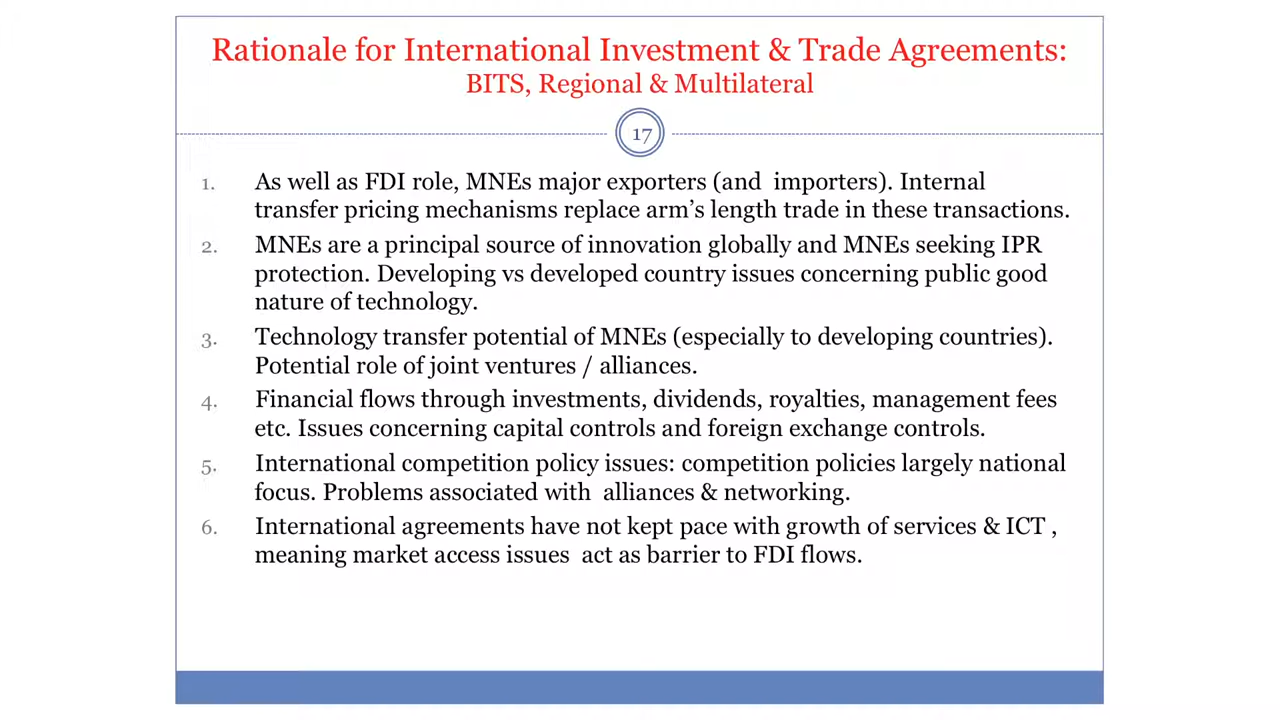 Rationale for International Investment & Trade Agreements:
BITS, Regional & Multilateral
17
1. As well as FDI role, MNEs major exporters (and importers). Internal
transfer pricing mechanisms replace arm's length trade in these transactions.
2. MNEs are a principal source of innovation globally and MNEs seeking IPR
protection. Developing vs developed country issues concerning public good
nature of technology.
3. Technology transfer potential of MNEs (especially to developing countries).
Potential role of joint ventures / alliances.
4. Financial flows through investments, dividends, royalties, management fees
etc. Issues concerning capital controls and foreign exchange controls.
5. International competition policy issues: competition policies largely national
focus. Problems associated with alliances & networking.
6. International agreements have not kept pace with growth of services & ICT ,
meaning market access issues act as barrier to FDI flows.